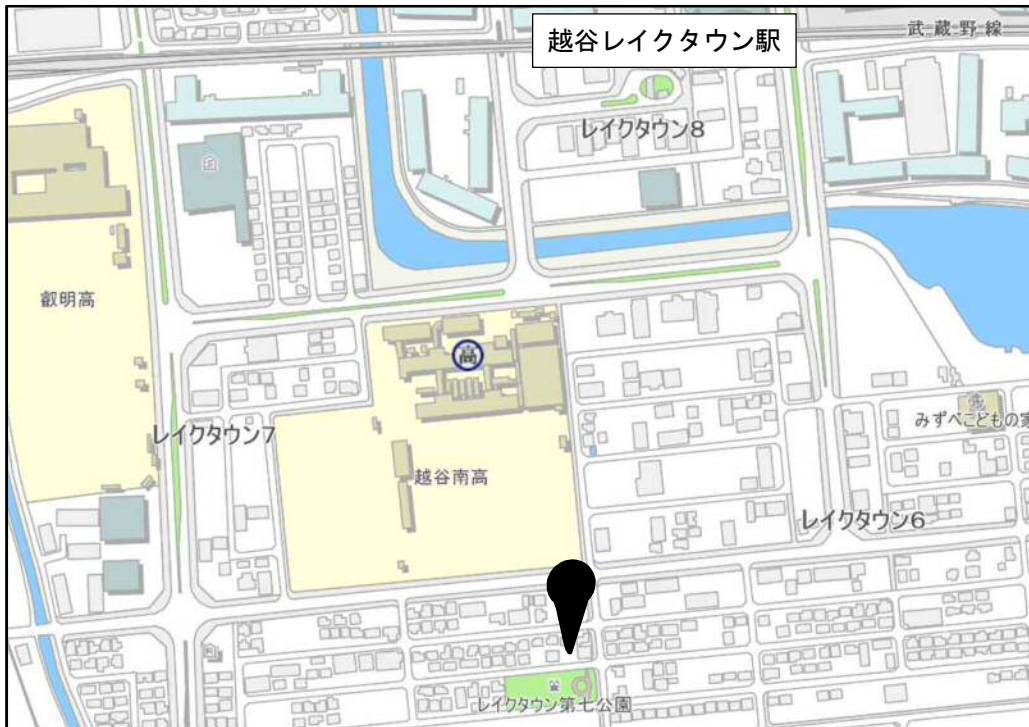 越谷レイクタウン駅
武蔵野線
レイクタウン8
叡明高
高
みずべこどもの家
レイクタウン7
越谷南高
レイクタウン6
レイクタウン第七公園